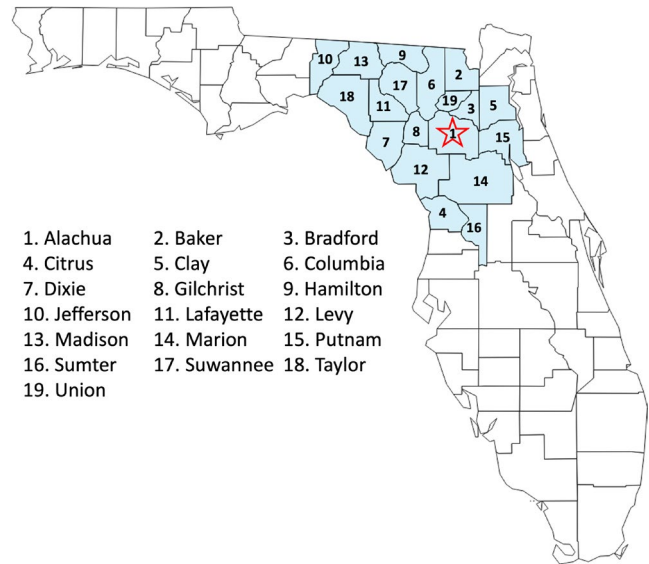 10 13 9 2
17 6
18 11 19 3 5
7 8 1 15
12 14
4 16
1. Alachua 2. Baker 3. Bradford
4. Citrus 5. Clay 6. Columbia
7. Dixie 8. Gilchrist 9. Hamilton
10. Jefferson 11. Lafayette 12. Levy
13. Madison 14. Marion 15. Putnam
16. Sumter 17. Suwannee 18. Taylor
19. Union